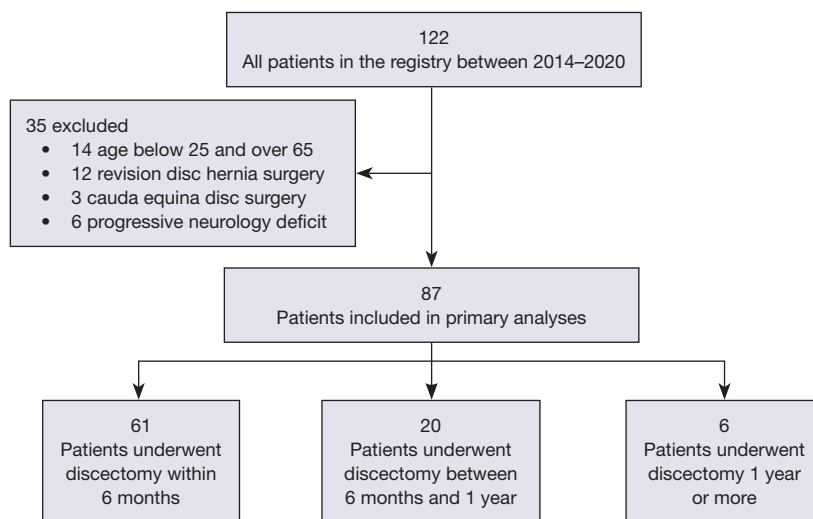 122
All patients in the registry between 2014–2020
35 excluded
• 14 age below 25 and over 65
• 12 revision disc hernia surgery
• 3 cauda equina disc surgery
• 6 progressive neurology deficit
87
Patients included in primary analyses
61
Patients underwent
discectomy within
6 months
20
Patients underwent
discectomy between
6 months and 1 year
6
Patients underwent
discectomy 1 year
or more